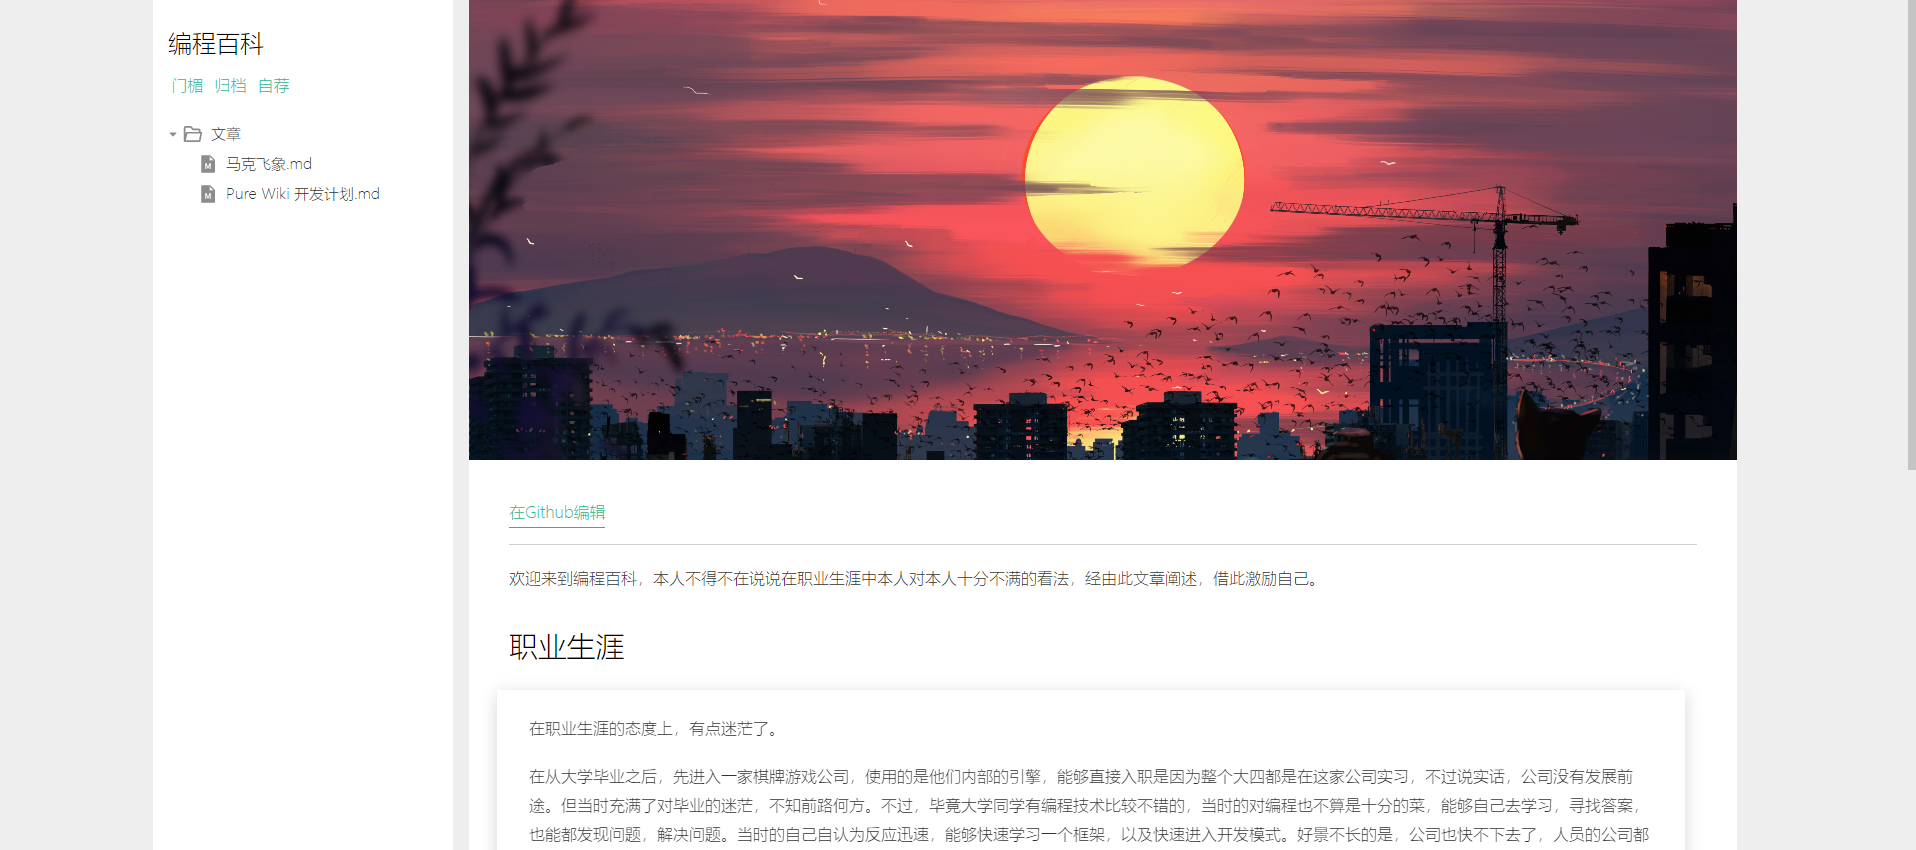 编程百科
门楣 归档 自荐
文章
马克飞象.md
Pure Wiki 开发计划.md
在Github编辑
欢迎来到编程百科，本人不得不在说说在职业生涯中本人对本人十分不满的看法，经由此文章阐述，借此激励自己。
职业生涯
在职业生涯的态度上，有点迷茫了。
在从大学毕业之后，先进入一家棋牌游戏公司，使用的是他们内部的引擎，能够直接入职是因为整个大四都是在这家公司实习，不过说实话，公司没有发展前
途。但当时充满了对毕业的迷茫，不知前路何方。不过，毕竟大学同学有编程技术比较不错的，当时的对编程也不算是十分的菜，能够自己去学习，寻找答案，
也能都发现问题，解决问题。当时的自己自认为反应迅速，能够快速学习一个框架，以及快速进入开发模式。好景不长的是，公司也快不下去了，人员的公司都